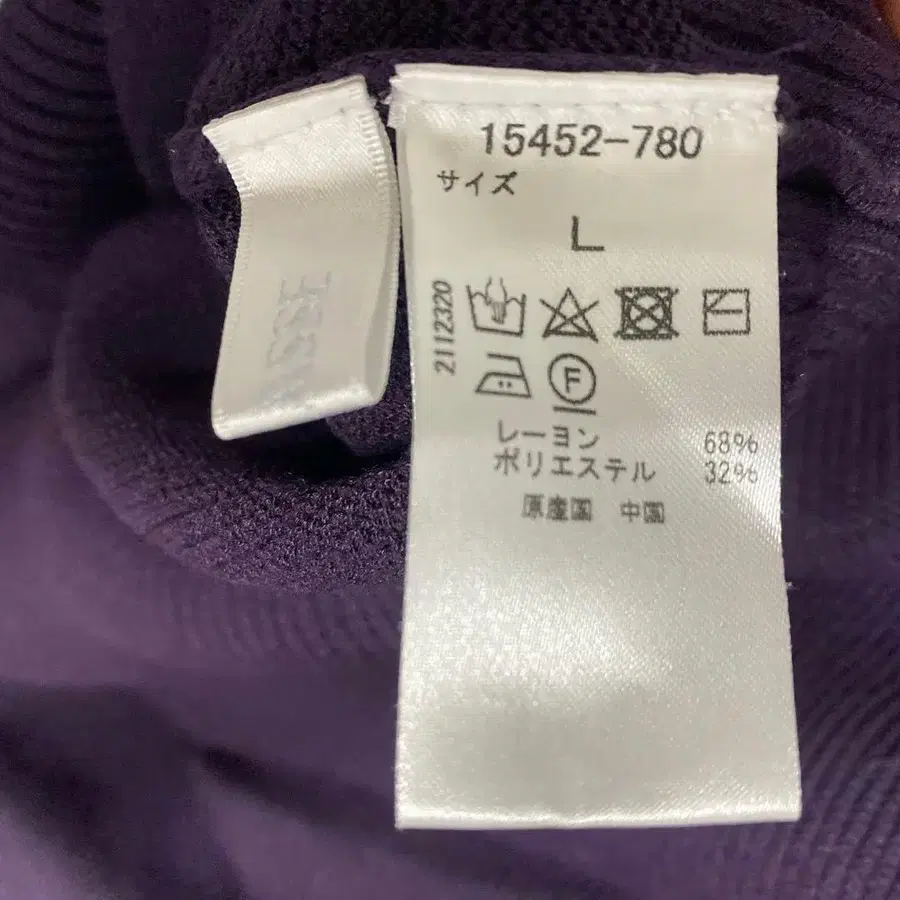 15452-780
サイズ
L
2112320
F
レーヨン 68%
ポリエステル 32%
原産国 中国